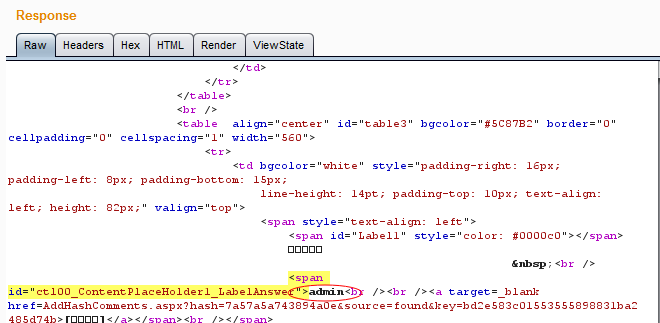 Response
Raw Headers Hex HTML Render ViewState
</td>
</tr>
</table>
<br />
<table  align="center" id="table3" bgcolor="#5C87B2" border="0"
cellpadding="0" cellspacing="1" width="560">
<tr>
<td bgcolor="white" style="padding-right: 16px;
padding-left: 8px; padding-bottom: 15px;
line-height: 14pt; padding-top: 10px; text-align:
left; height: 82px;" valign="top">
<span style="text-align: left">
<span id="Label1" style="color: #0000c0"></span>
□□□□□
&nbsp;<br />
<span
id="ctl00_ContentPlaceHolder1_LabelAnswer">admin<br /><br /><a target=_blank
href=AddHashComments.aspx?hash=7a57a5a743894a0e&source=found&key=bd2e583c01553555898831ba2
485d74b>[□□□□]</a></span><br /></span>